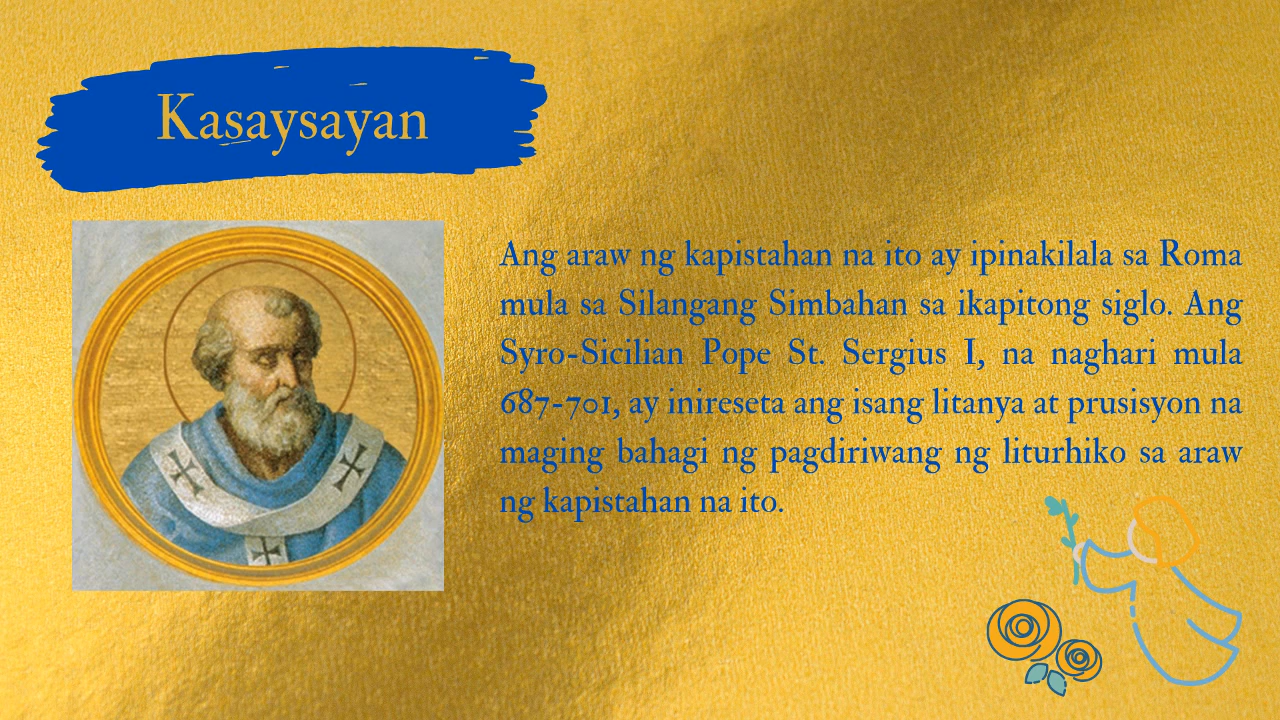 Kasaysayan
Ang araw ng kapistahan na ito ay ipinakilala sa Roma
mula sa Silangang Simbahan sa ikapitong siglo. Ang
Syro-Sicilian Pope St. Sergius I, na naghari mula
687-701, ay inireseta ang isang litanya at prusisyon na
maging bahagi ng pagdiriwang ng liturhiko sa araw
ng kapistahan na ito.